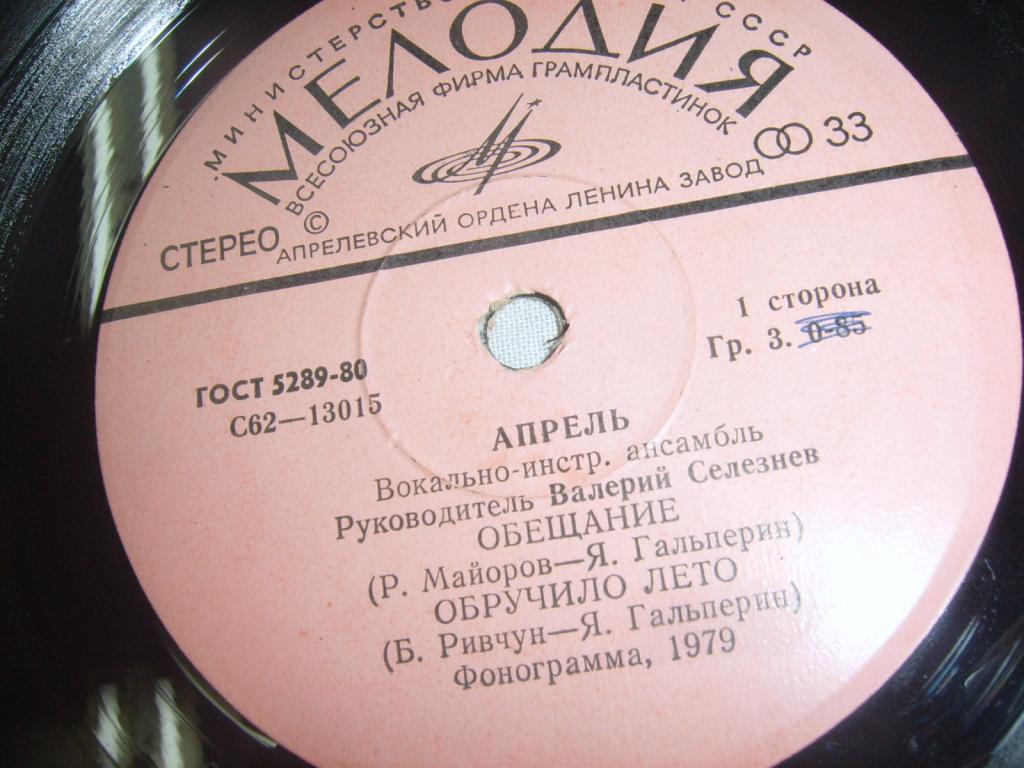 МИНИСТЕРСТВО СССР
МЕЛОДИЯ
ВСЕСОЮЗНАЯ ФИРМА ГРАМПЛАСТИНОК
©
33
СТЕРЕО
АПРЕЛЕВСКИЙ ОРДЕНА ЛЕНИНА ЗАВОД
1 сторона
Гр. 3. 0-85
ГОСТ 5289-80
С62—13015
АПРЕЛЬ
Вокально-инстр. ансамбль
Руководитель Валерий Селезнев
ОБЕЩАНИЕ
(Р. Майоров—Я. Гальперин)
ОБРУЧИЛО ЛЕТО
(Б. Ривчун—Я. Гальперин)
Фонограмма, 1979